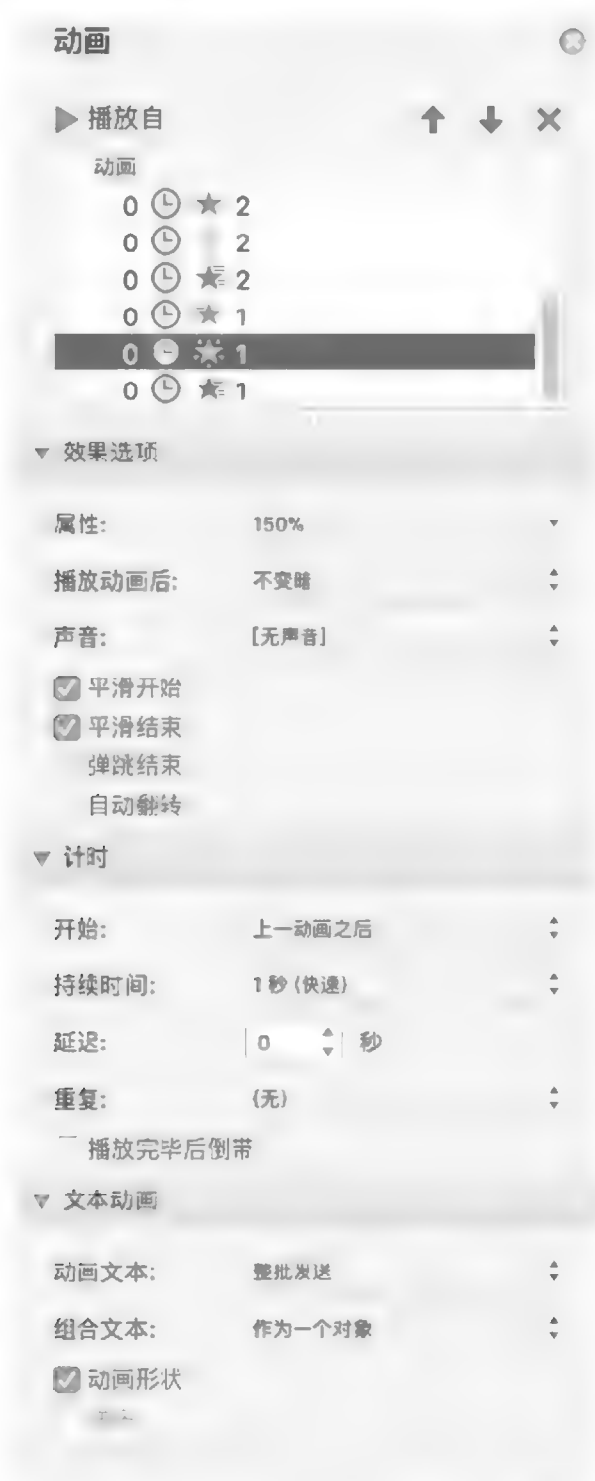 动画
播放自
动画
0 2
0 2
0 2
0 1
0 1
0 1
效果选项
属性: 150%
播放动画后: 不变暗
声音: [无声音]
平滑开始
平滑结束
弹跳结束
自动翻转
计时
开始: 上一动画之后
持续时间: 1 秒 (快速)
延迟: 0 秒
重复: (无)
播放完毕后倒带
文本动画
动画文本: 整批发送
组合文本: 作为一个对象
动画形状